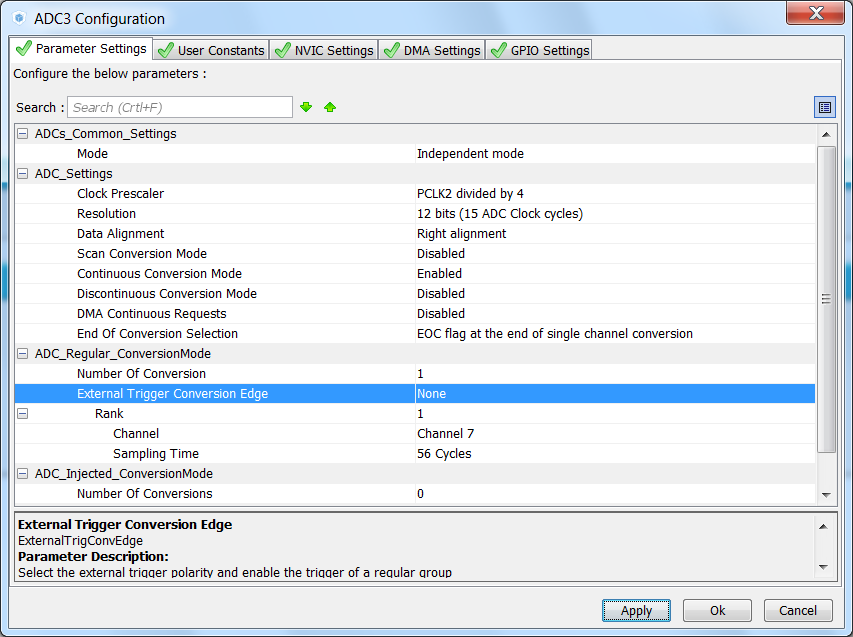 ADC3 Configuration
Parameter Settings User Constants NVIC Settings DMA Settings GPIO Settings
Configure the below parameters :
Search : Search (Crtl+F)
ADCs_Common_Settings
Mode Independent mode
ADC_Settings
Clock Prescaler PCLK2 divided by 4
Resolution 12 bits (15 ADC Clock cycles)
Data Alignment Right alignment
Scan Conversion Mode Disabled
Continuous Conversion Mode Enabled
Discontinuous Conversion Mode Disabled
DMA Continuous Requests Disabled
End Of Conversion Selection EOC flag at the end of single channel conversion
ADC_Regular_ConversionMode
Number Of Conversion 1
External Trigger Conversion Edge None
Rank 1
Channel Channel 7
Sampling Time 56 Cycles
ADC_Injected_ConversionMode
Number Of Conversions 0
External Trigger Conversion Edge
ExternalTrigConvEdge
Parameter Description:
Select the external trigger polarity and enable the trigger of a regular group
Apply Ok Cancel